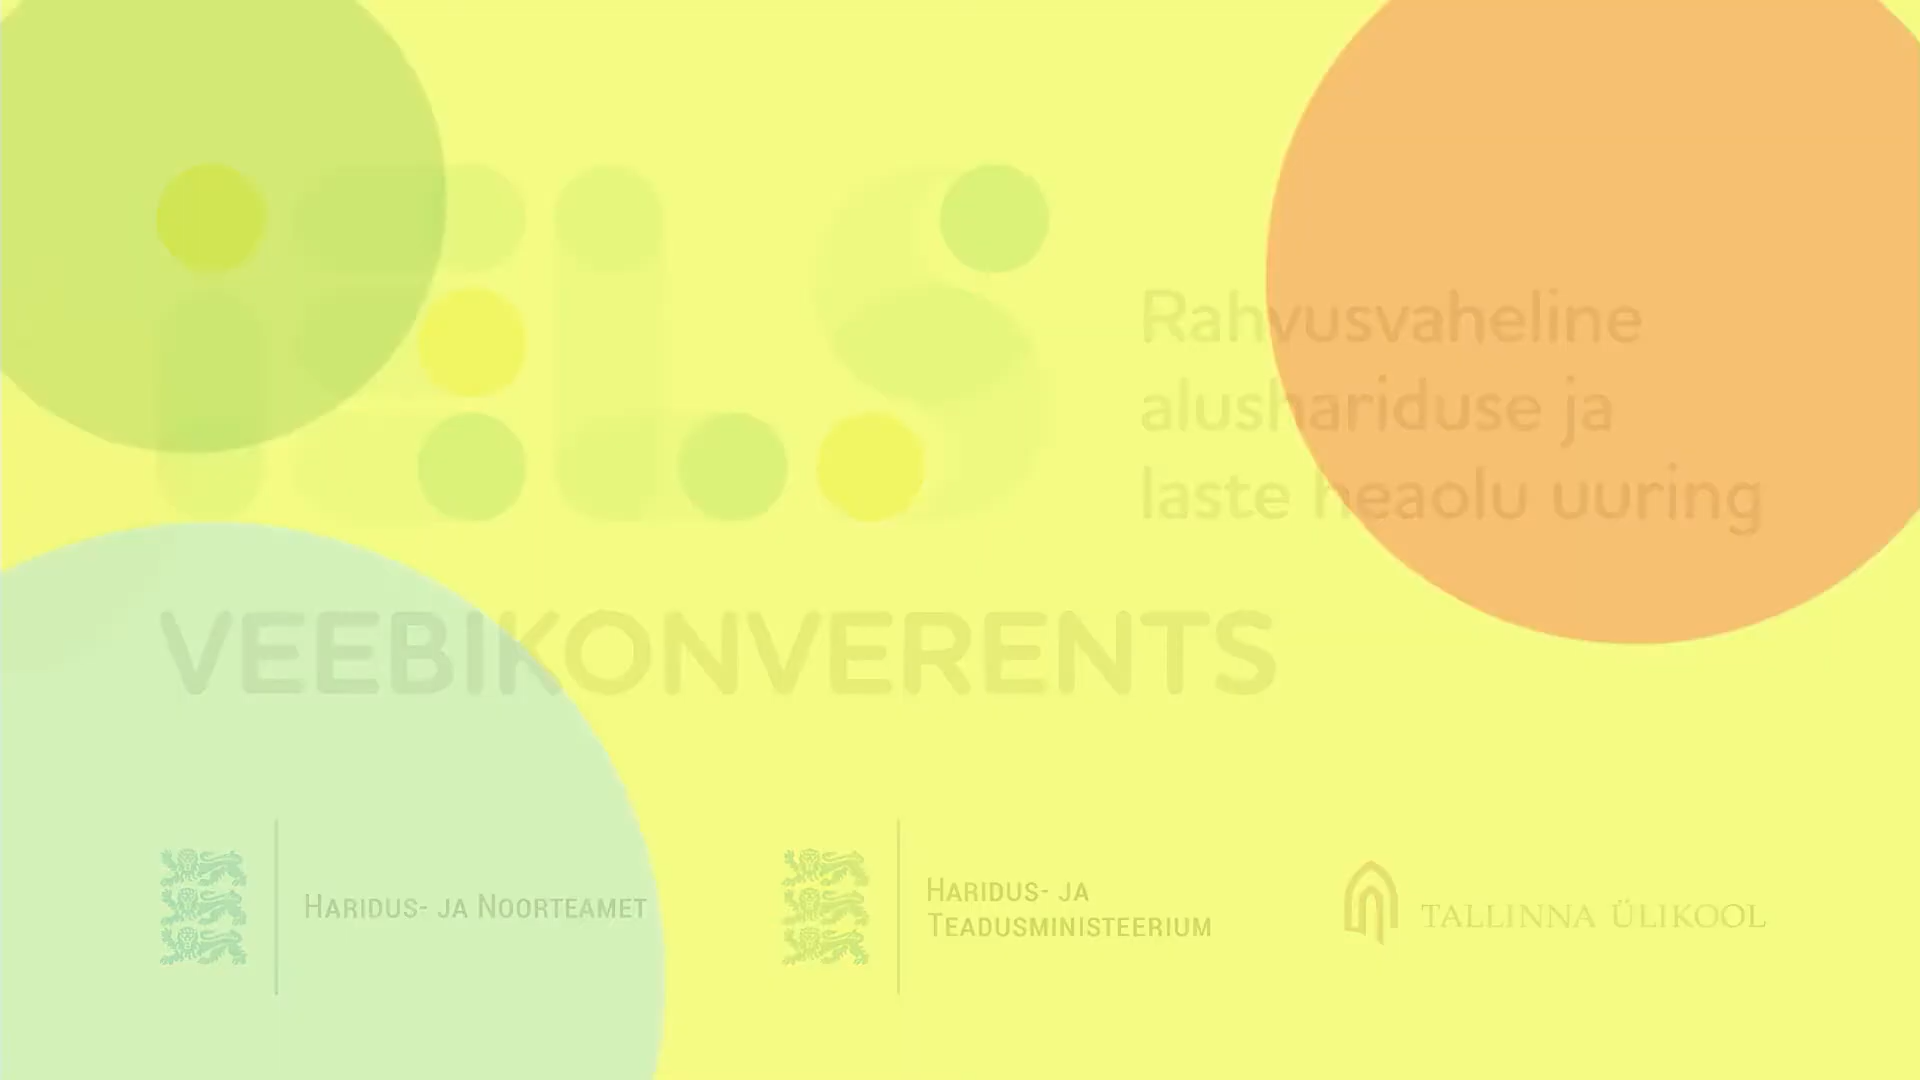 IELS
Rahvusvaheline
alushariduse ja
laste heaolu uuring
VEEBIKONVERENTS
HARIDUS- JA NOORTEAMET
HARIDUS- JA
TEADUSMINISTEERIUM
TALLINNA ÜLIKOOL